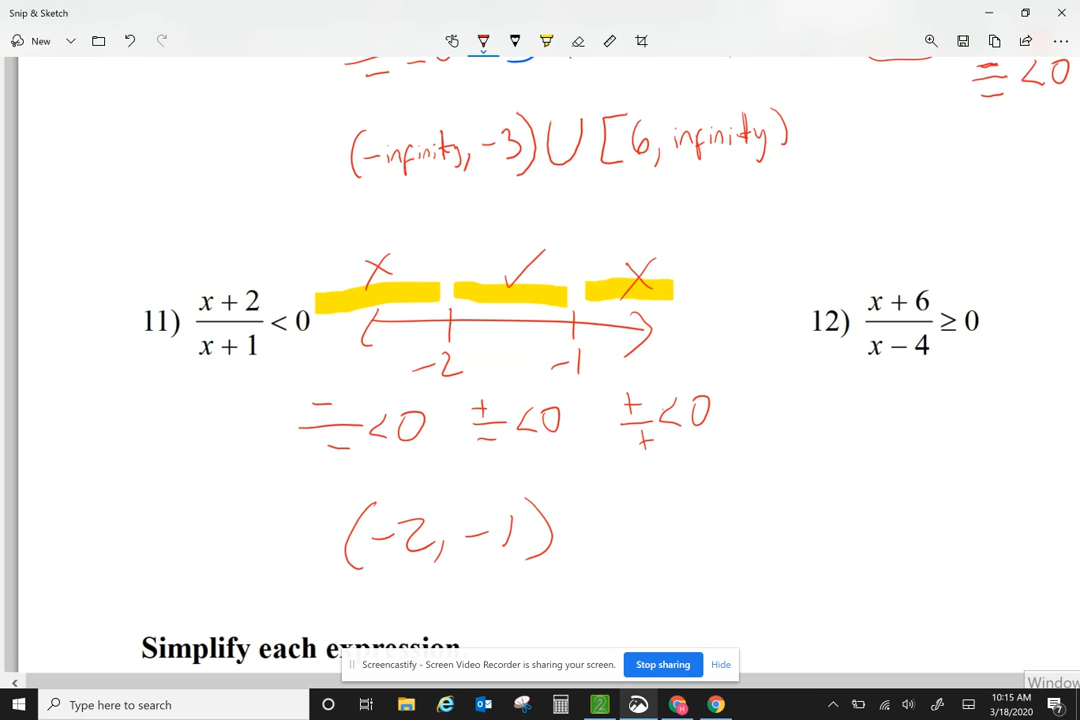 Snip & Sketch
New
= < 0
(-infinity, -3) U [6, infinity)
x ✓ x
11) x + 2 / x + 1 < 0
-2 -1
12) x + 6 / x − 4 ≥ 0
−/− < 0 +/− < 0 +/+ < 0
(-2, -1)
Simplify each expression.
Screencastify - Screen Video Recorder is sharing your screen.
Stop sharing
Hide
Window
Type here to search
10:15 AM
3/18/2020
7